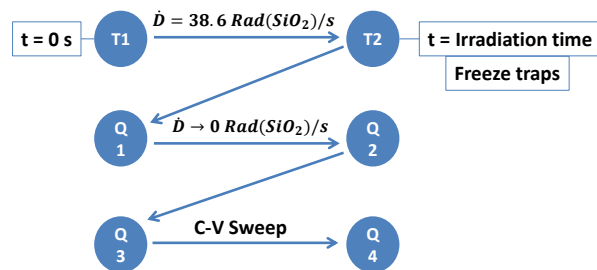 Ḋ = 38.6 Rad(SiO₂)/s
t = 0 s
T1
T2
t = Irradiation time
Freeze traps
Q
1
Ḋ → 0 Rad(SiO₂)/s
Q
2
Q
3
C-V Sweep
Q
4